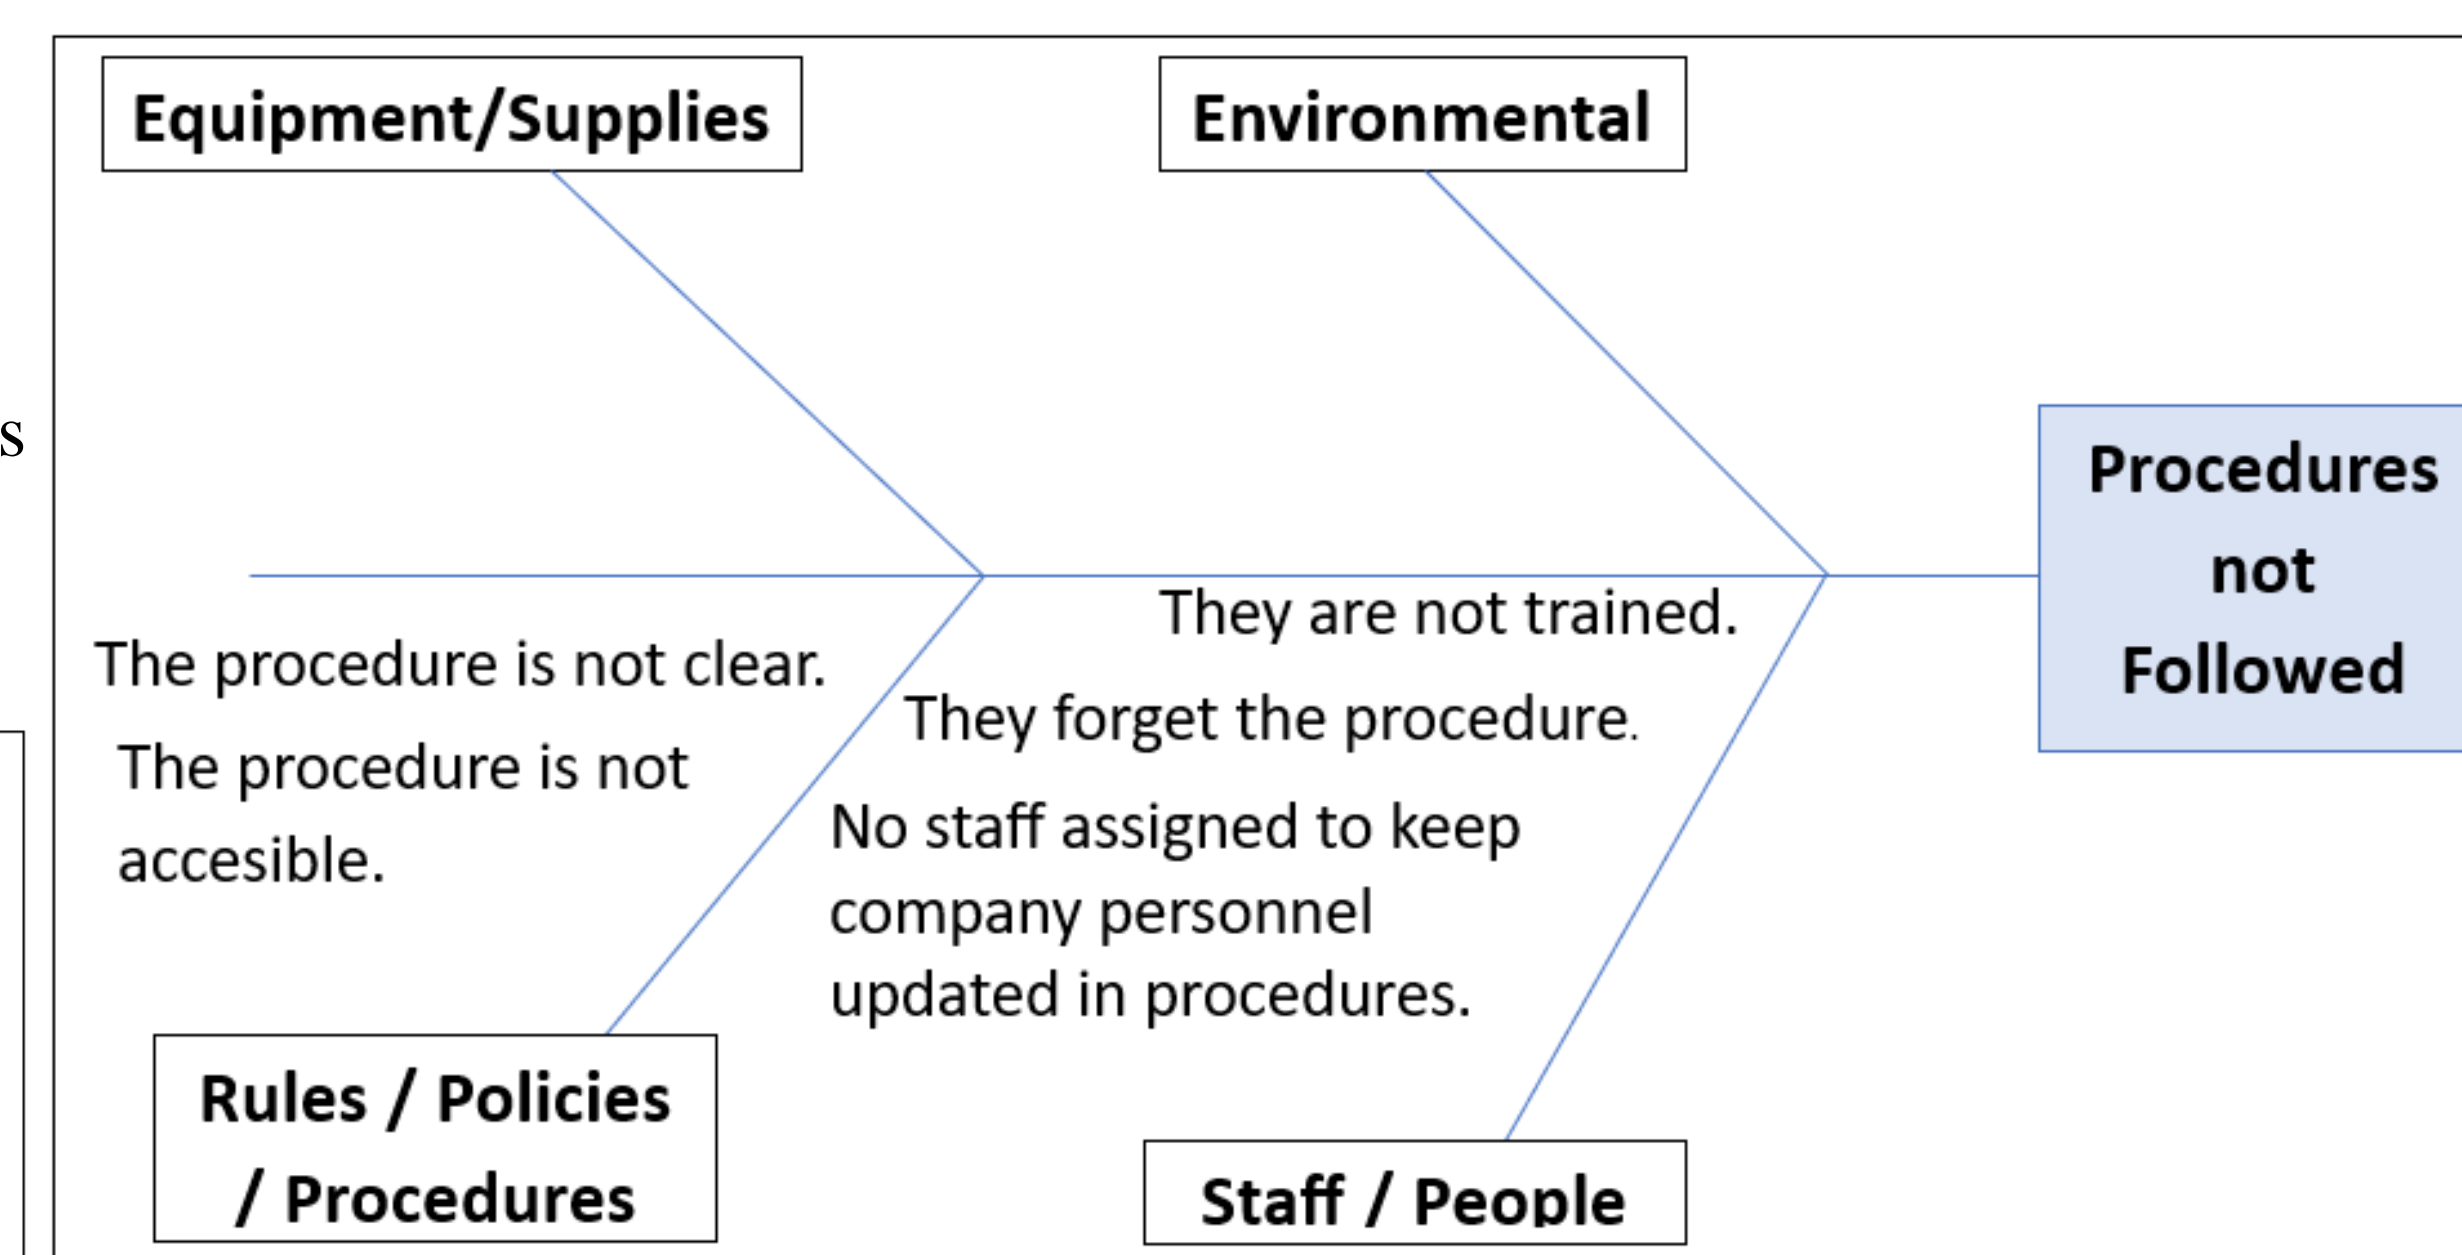 Equipment/Supplies
Environmental
s
Procedures
not
Followed
They are not trained.
The procedure is not clear.
They forget the procedure.
The procedure is not
accesible.
No staff assigned to keep
company personnel
updated in procedures.
Rules / Policies
/ Procedures
Staff / People